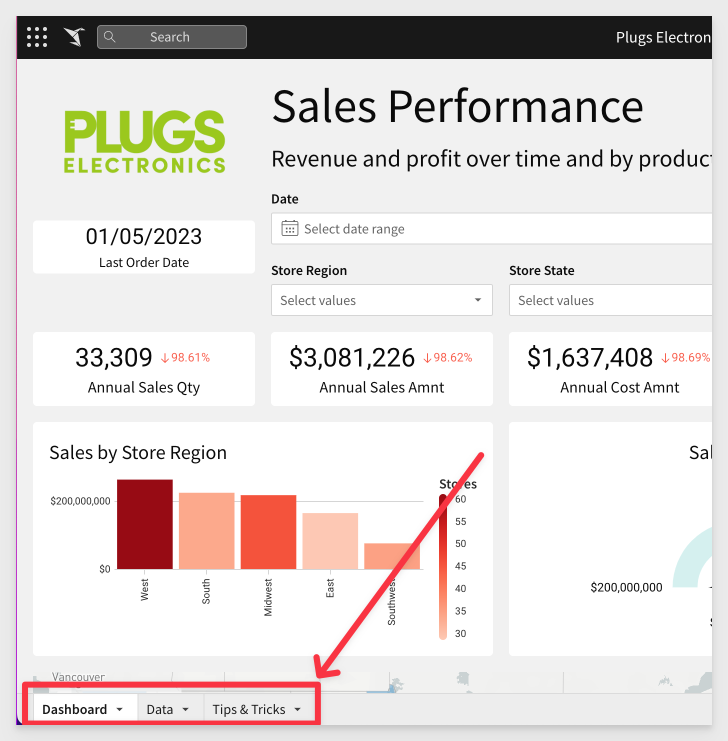 Search
Plugs Electron
PLUGS
ELECTRONICS
Sales Performance
Revenue and profit over time and by product
01/05/2023
Last Order Date
Date
Select date range
Store Region
Store State
Select values
Select values
33,309 ↓98.61%
Annual Sales Qty
$3,081,226 ↓98.62%
Annual Sales Amnt
$1,637,408 ↓98.69%
Annual Cost Amnt
Sales by Store Region
$200,000,000
$0
West
South
Midwest
East
Southwest
Stores
60
55
50
45
40
35
30
Sal
$200,000,000
Vancouver
Dashboard
Data
Tips & Tricks